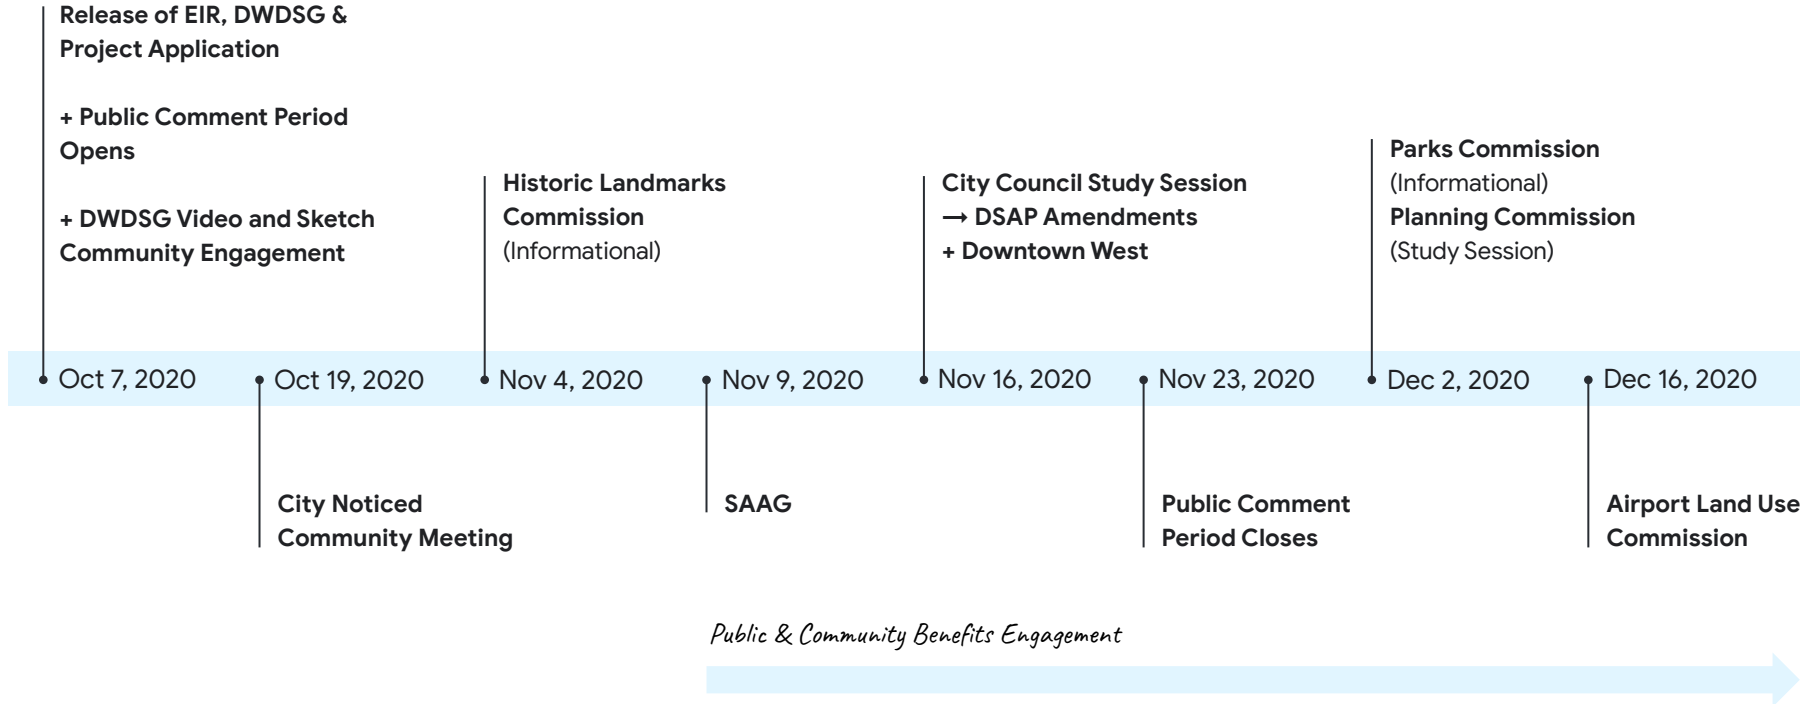 Release of EIR, DWDSG &
Project Application
+ Public Comment Period
Opens
+ DWDSG Video and Sketch
Community Engagement
Historic Landmarks
Commission
(Informational)
City Council Study Session
→ DSAP Amendments
+ Downtown West
Parks Commission
(Informational)
Planning Commission
(Study Session)
Oct 7, 2020
Oct 19, 2020
Nov 4, 2020
Nov 9, 2020
Nov 16, 2020
Nov 23, 2020
Dec 2, 2020
Dec 16, 2020
City Noticed
Community Meeting
SAAG
Public Comment
Period Closes
Airport Land Use
Commission
Public & Community Benefits Engagement